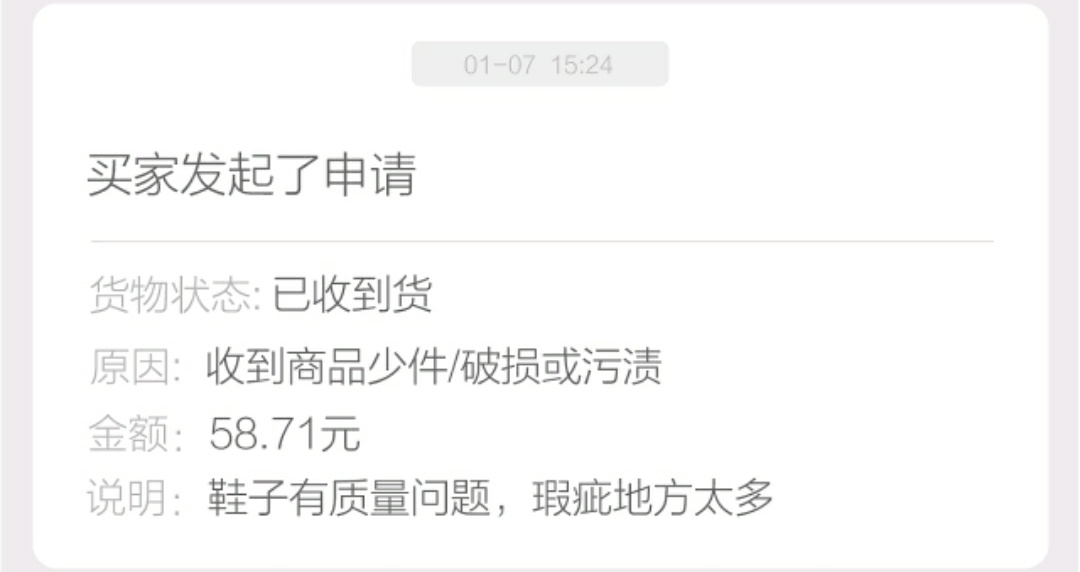 01-07 15:24
买家发起了申请
货物状态: 已收到货
原因: 收到商品少件/破损或污渍
金额: 58.71元
说明: 鞋子有质量问题，瑕疵地方太多